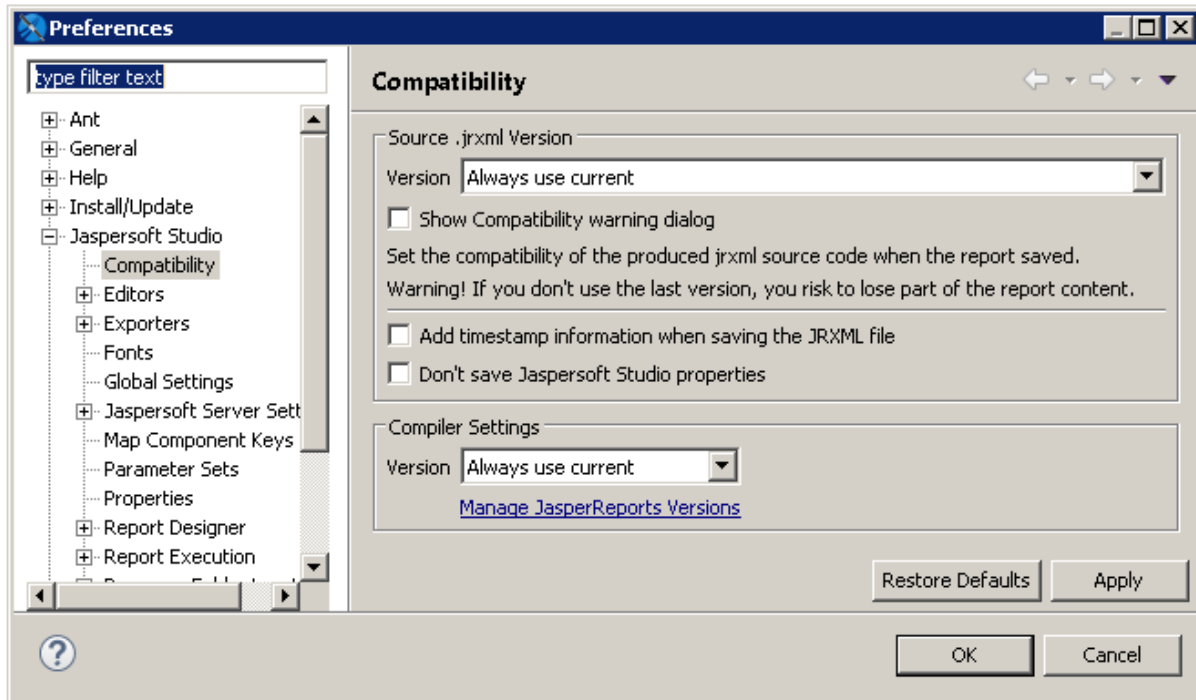 Preferences
type filter text
Ant
General
Help
Install/Update
Jaspersoft Studio
Compatibility
Editors
Exporters
Fonts
Global Settings
Jaspersoft Server Sett
Map Component Keys
Parameter Sets
Properties
Report Designer
Report Execution
Compatibility
Source .jrxml Version
Version Always use current
Show Compatibility warning dialog
Set the compatibility of the produced jrxml source code when the report saved.
Warning! If you don't use the last version, you risk to lose part of the report content.
Add timestamp information when saving the JRXML file
Don't save Jaspersoft Studio properties
Compiler Settings
Version Always use current
Manage JasperReports Versions
Restore Defaults Apply
OK Cancel